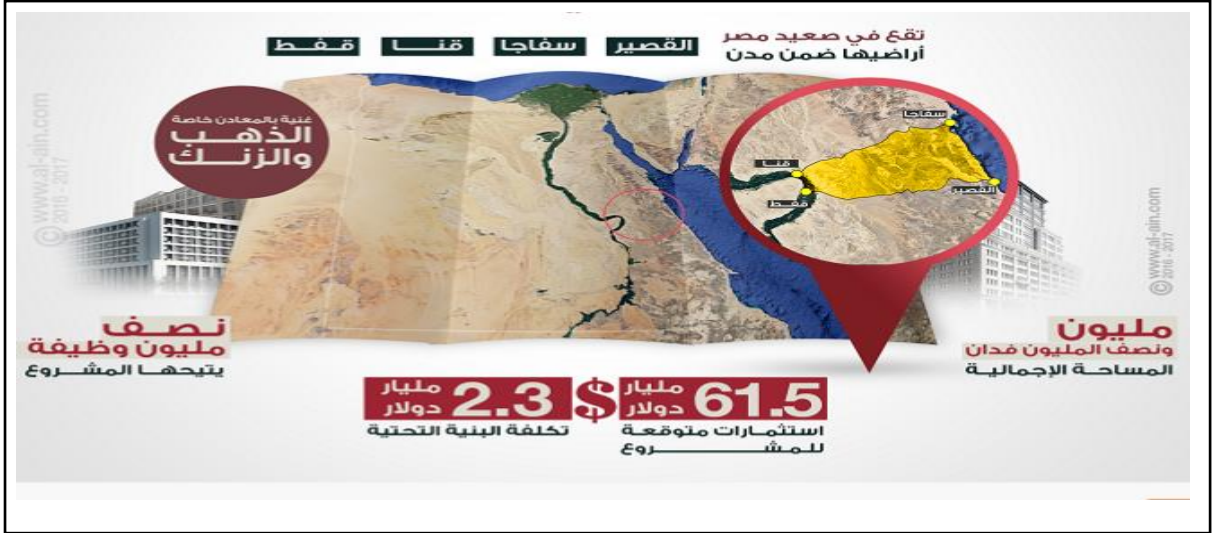 تقع في صعيد مصر
أراضيها ضمن مدن
القصير سفاجا قنا قفط
غنية بالمعادن خاصة
الذهب
والزنك
سفاجا
قنا
القصير
قفط
© www.al-ain.com
2016 - 2017
© www.al-ain.com
2016 - 2017
مليون
ونصف المليون فدان
المساحة الإجمالية
نصف
مليون وظيفة
يتيحها المشروع
61.5 مليار دولار
استثمارات متوقعة
للمشروع
$
2.3 مليار دولار
تكلفة البنية التحتية